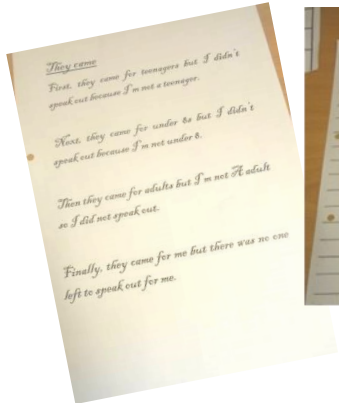 They came
First, they came for teenagers but I didn't
speak out because I'm not a teenager.
Next, they came for under 8s but I didn't
speak out because I'm not under 8.
Then they came for adults but I'm not A adult
so I did not speak out.
Finally, they came for me but there was no one
left to speak out for me.